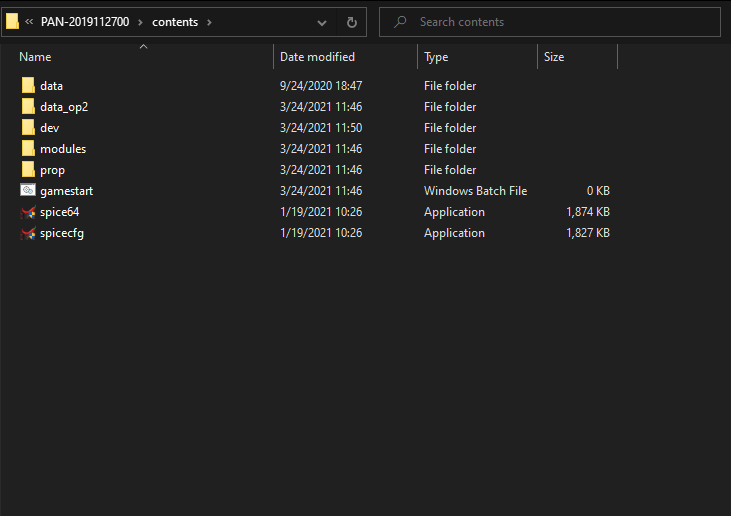 PAN-2019112700 contents Search contents
Name Date modified Type Size
data 9/24/2020 18:47 File folder
data_op2 3/24/2021 11:46 File folder
dev 3/24/2021 11:50 File folder
modules 3/24/2021 11:46 File folder
prop 3/24/2021 11:46 File folder
gamestart 3/24/2021 11:46 Windows Batch File 0 KB
spice64 1/19/2021 10:26 Application 1,874 KB
spicecfg 1/19/2021 10:26 Application 1,827 KB